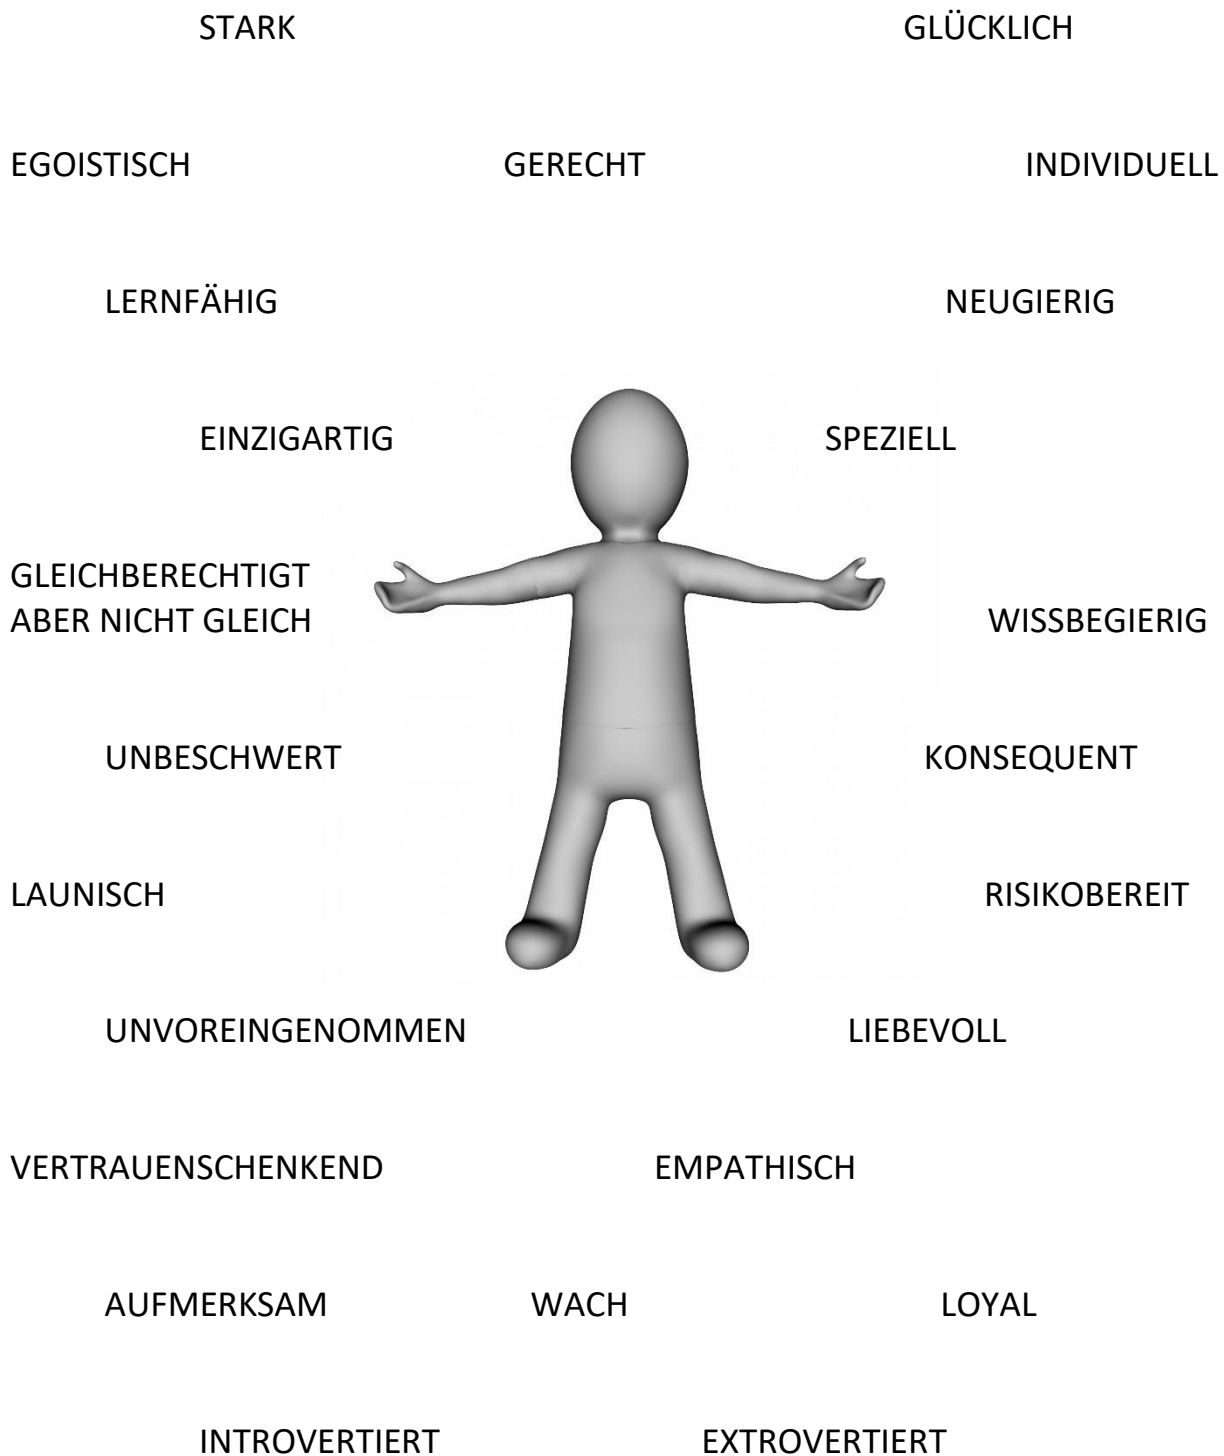 STARK GLÜCKLICH
EGOISTISCH GERECHT INDIVIDUELL
LERNFÄHIG NEUGIERIG
EINZIGARTIG SPEZIELL
GLEICHBERECHTIGT
ABER NICHT GLEICH WISSBEGIERIG
UNBESCHWERT KONSEQUENT
LAUNISCH RISIKOBEREIT
UNVOREINGENOMMEN LIEBEVOLL
VERTRAUENSCHENKEND EMPATHISCH
AUFMERKSAM WACH LOYAL
INTROVERTIERT EXTROVERTIERT